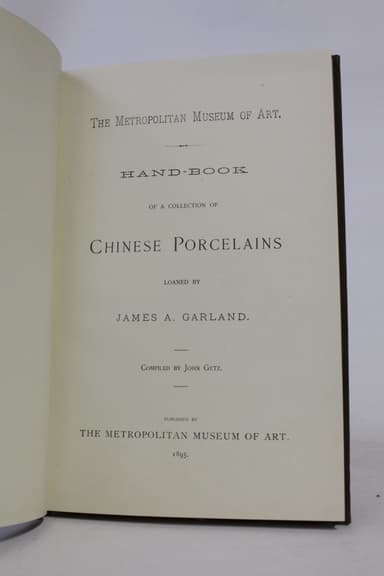 THE METROPOLITAN MUSEUM OF ART.
HAND-BOOK
OF A COLLECTION OF
CHINESE PORCELAINS
LOANED BY
JAMES A. GARLAND.
COMPILED BY JOHN GETZ.
PUBLISHED BY
THE METROPOLITAN MUSEUM OF ART.
1895.